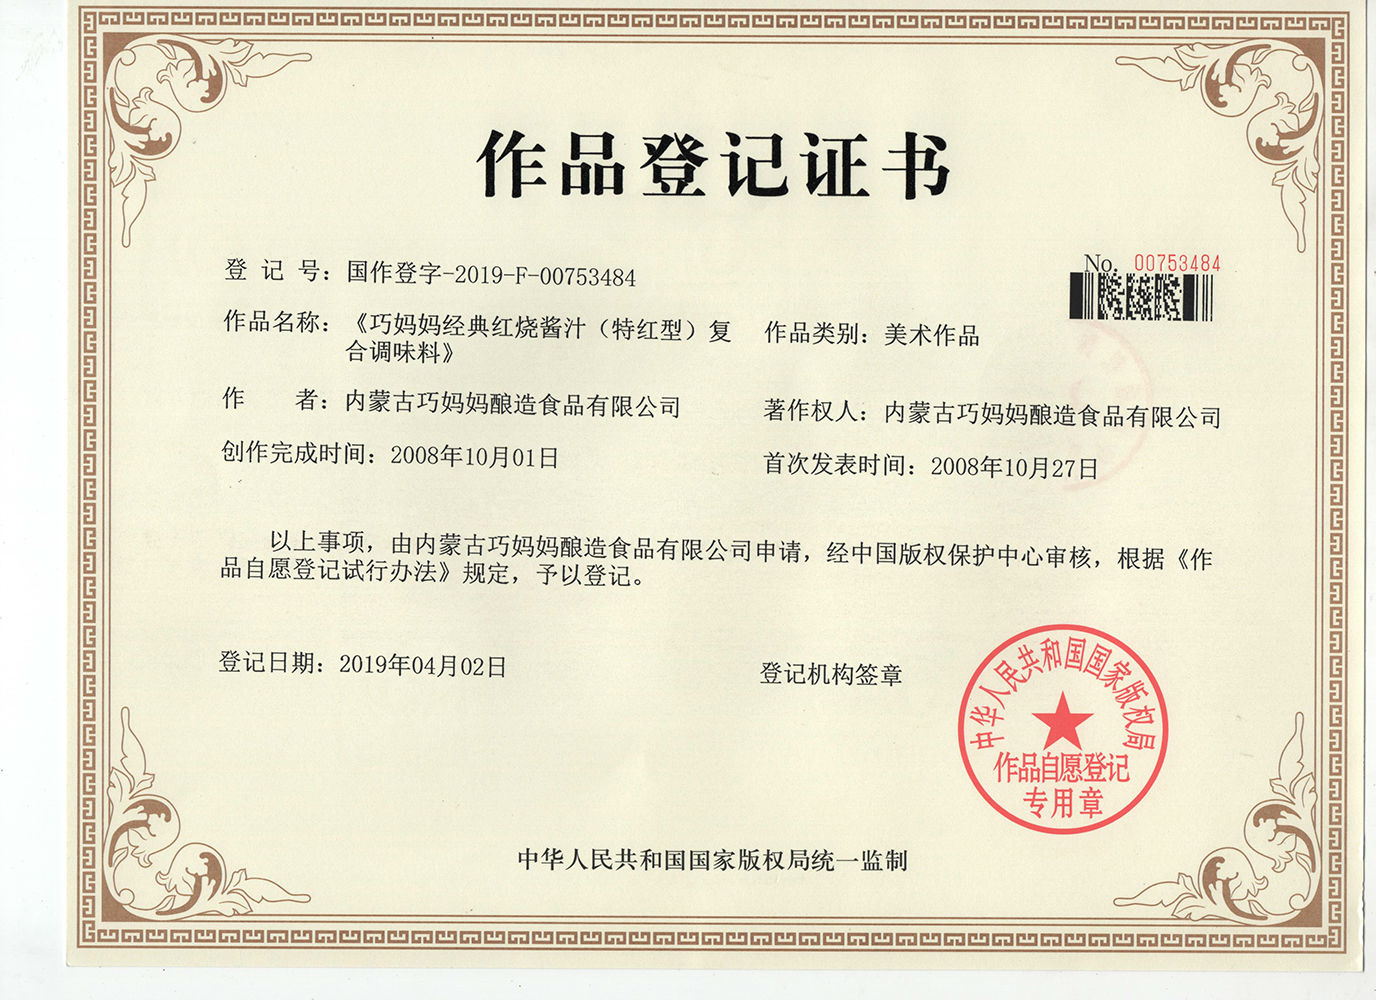 作品登记证书
No. 00753484
登 记 号：国作登字-2019-F-00753484
作品名称：《巧妈妈经典红烧酱汁（特红型）复
合调味料》
作品类别：美术作品
作 者：内蒙古巧妈妈酿造食品有限公司
著作权人：内蒙古巧妈妈酿造食品有限公司
创作完成时间：2008年10月01日
首次发表时间：2008年10月27日
以上事项，由内蒙古巧妈妈酿造食品有限公司申请，经中国版权保护中心审核，根据《作
品自愿登记试行办法》规定，予以登记。
登记日期：2019年04月02日
登记机构签章
中华人民共和国国家版权局
作品自愿登记
专用章
中华人民共和国国家版权局统一监制